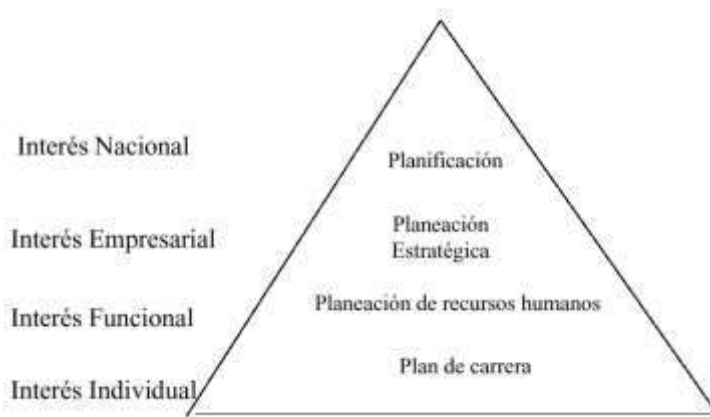 Interés Nacional
Planificación
Interés Empresarial
Planeación
Estratégica
Interés Funcional
Planeación de recursos humanos
Interés Individual
Plan de carrera